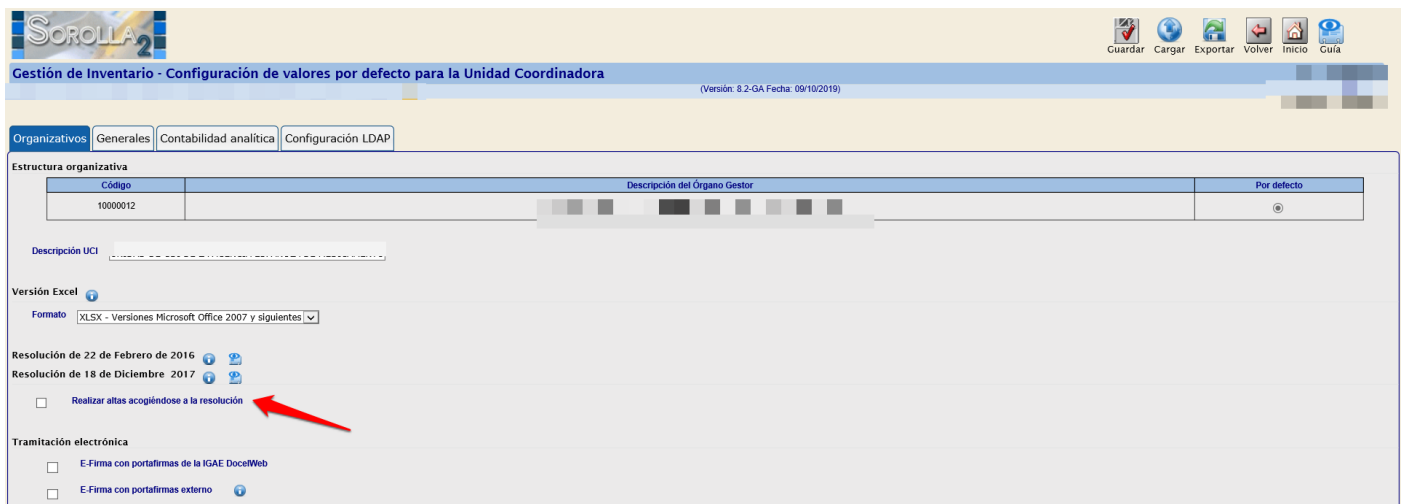 SOROLLA2
Guardar Cargar Exportar Volver Inicio Guía
Gestión de Inventario - Configuración de valores por defecto para la Unidad Coordinadora
(Versión: 8.2-GA Fecha: 09/10/2019)
Organizativos Generales Contabilidad analítica Configuración LDAP
Estructura organizativa
Código Descripción del Órgano Gestor Por defecto
10000012
Descripción UCI
Versión Excel
Formato XLSX - Versiones Microsoft Office 2007 y siguientes
Resolución de 22 de Febrero de 2016
Resolución de 18 de Diciembre 2017
Realizar altas acogiéndose a la resolución
Tramitación electrónica
E-Firma con portafirmas de la IGAE DocelWeb
E-Firma con portafirmas externo